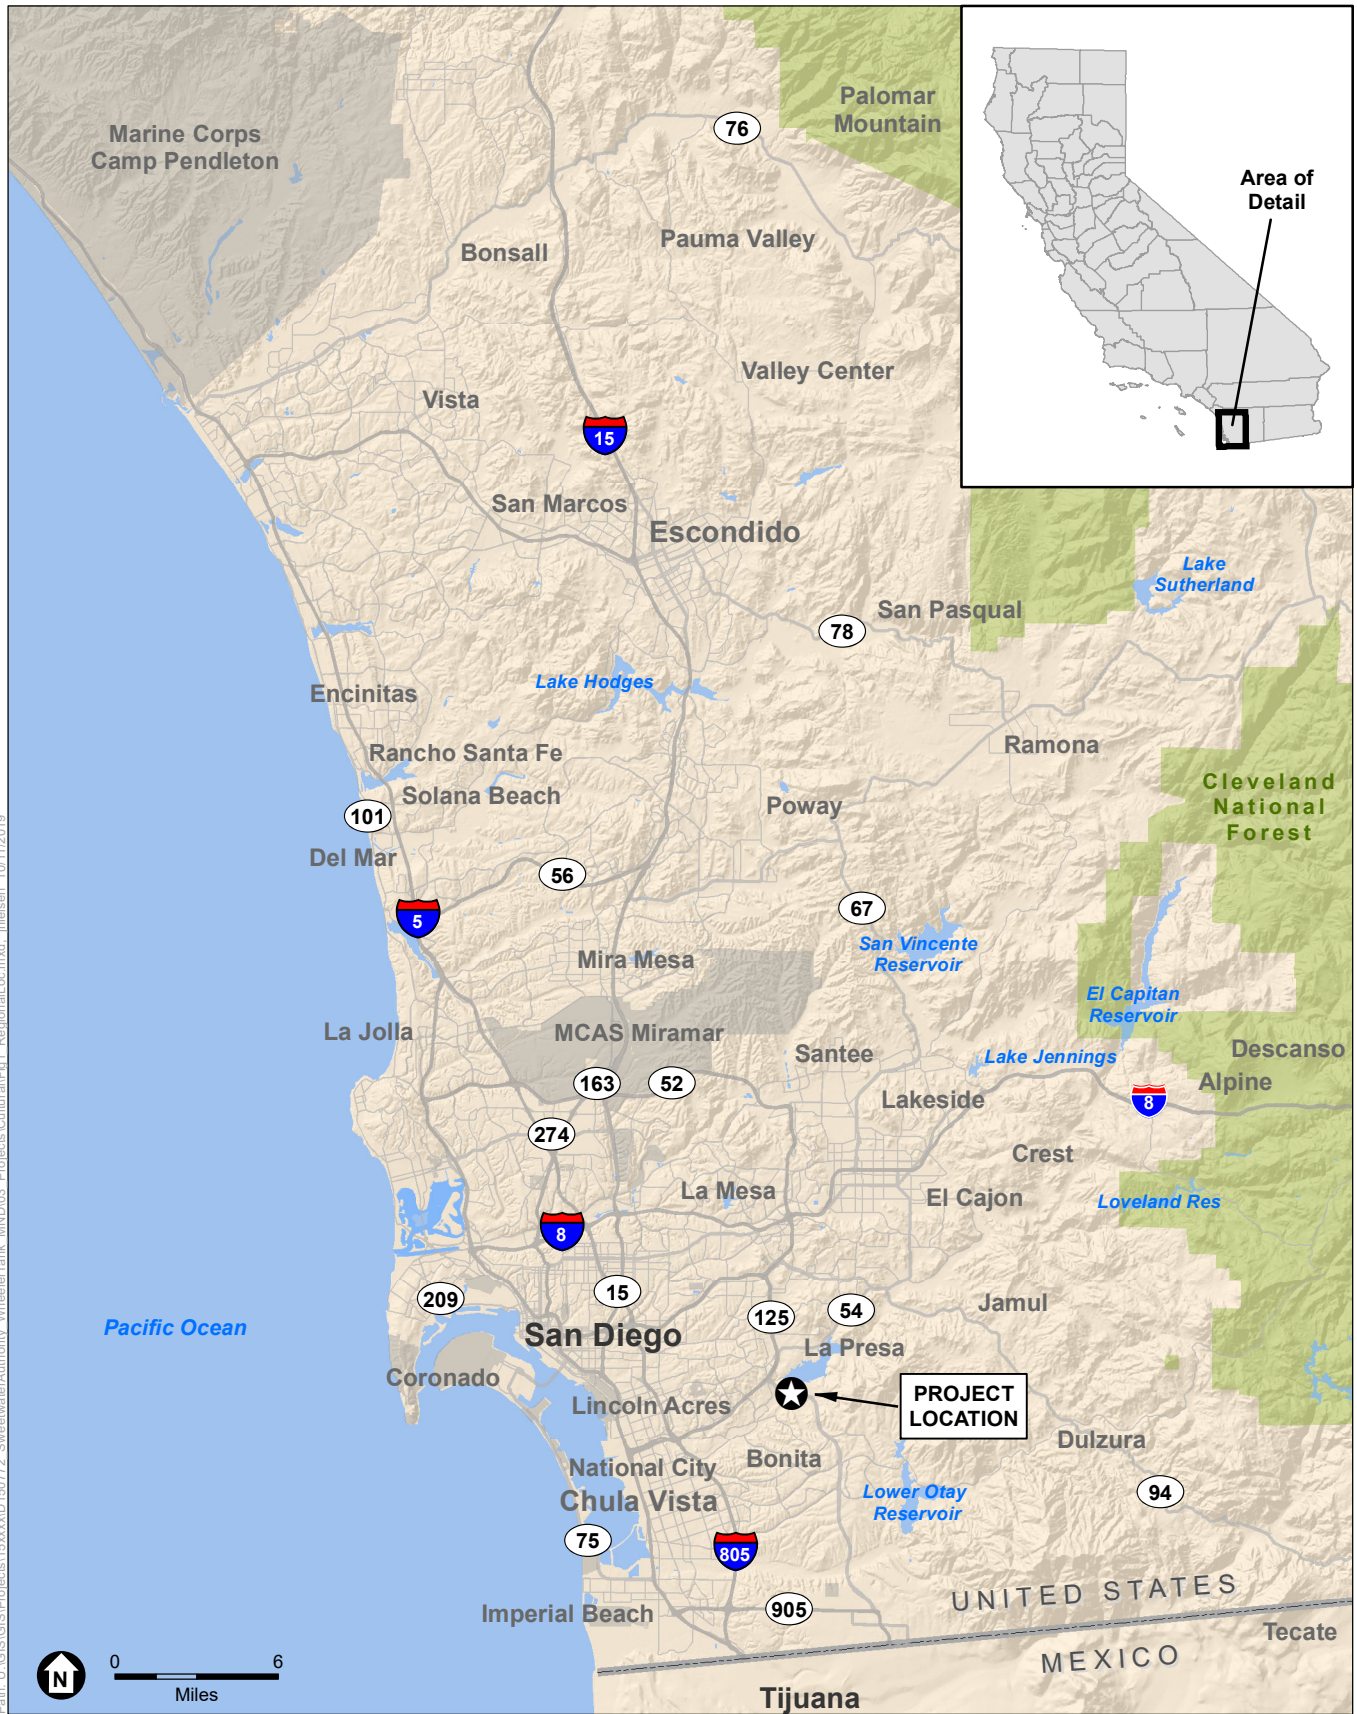 Marine Corps
Camp Pendleton
76
Palomar
Mountain
Area of
Detail
Bonsall
Pauma Valley
Valley Center
Vista
15
San Marcos
Escondido
Lake
Sutherland
San Pasqual
78
Encinitas
Lake Hodges
Ramona
Rancho Santa Fe
Solana Beach
101
Poway
Cleveland
National
Forest
Del Mar
56
5
67
San Vincente
Reservoir
Mira Mesa
El Capitan
Reservoir
La Jolla
MCAS Miramar
Santee
Lake Jennings
Descanso
Alpine
163
52
Lakeside
8
274
Crest
La Mesa
El Cajon
Loveland Res
8
209
15
125
54
Jamul
Pacific Ocean
San Diego
La Presa
Coronado
Lincoln Acres
PROJECT
LOCATION
Dulzura
Bonita
National City
Chula Vista
Lower Otay
Reservoir
94
75
805
Imperial Beach
905
UNITED STATES
Tecate
MEXICO
N
0 6
Miles
Tijuana